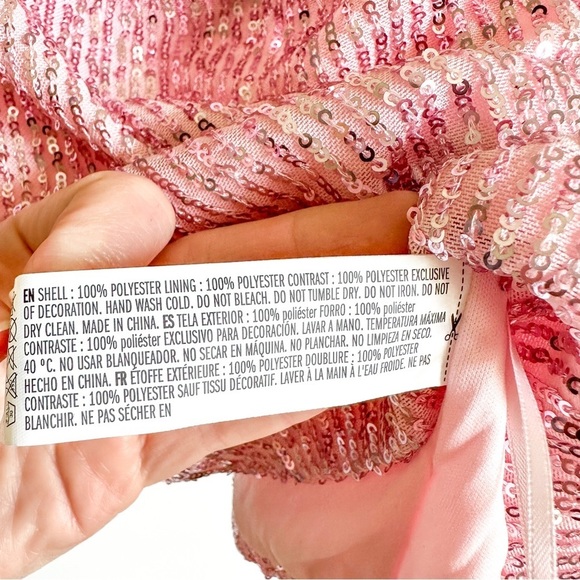 EN SHELL : 100% POLYESTER LINING : 100% POLYESTER CONTRAST : 100% POLYESTER EXCLUSIVE
OF DECORATION. HAND WASH COLD. DO NOT BLEACH. DO NOT TUMBLE DRY. DO NOT IRON. DO NOT
DRY CLEAN. MADE IN CHINA. ES TELA EXTERIOR : 100% poliéster FORRO : 100% poliéster
CONTRASTE : 100% poliéster EXCLUSIVO PARA DECORACIÓN. LAVAR A MANO. TEMPERATURA MÁXIMA
40 ºC. NO USAR BLANQUEADOR. NO SECAR EN MÁQUINA. NO PLANCHAR. NO LIMPIEZA EN SECO.
HECHO EN CHINA. FR ÉTOFFE EXTÉRIEURE : 100% POLYESTER DOUBLURE : 100% POLYESTER
CONTRASTE : 100% POLYESTER SAUF TISSU DÉCORATIF. LAVER À LA MAIN À L'EAU FROIDE. NE PAS
BLANCHIR. NE PAS SÉCHER EN